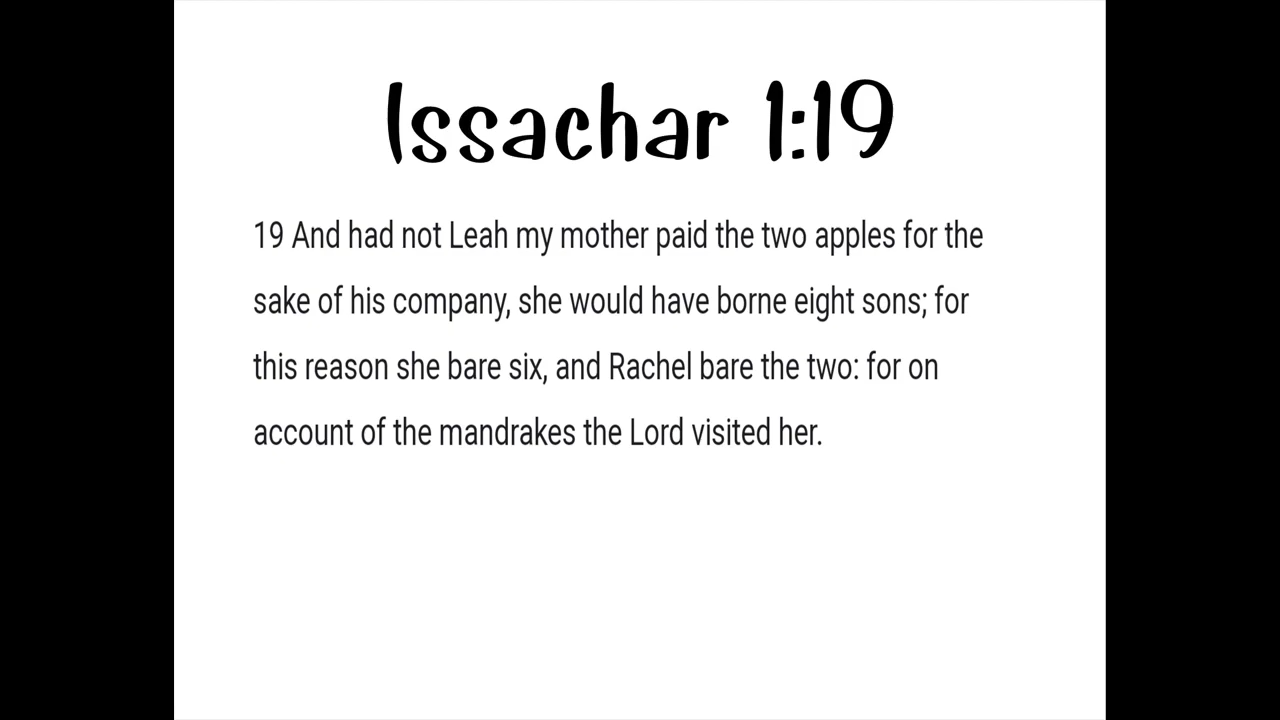 Issachar 1:19
19 And had not Leah my mother paid the two apples for the
sake of his company, she would have borne eight sons; for
this reason she bare six, and Rachel bare the two: for on
account of the mandrakes the Lord visited her.